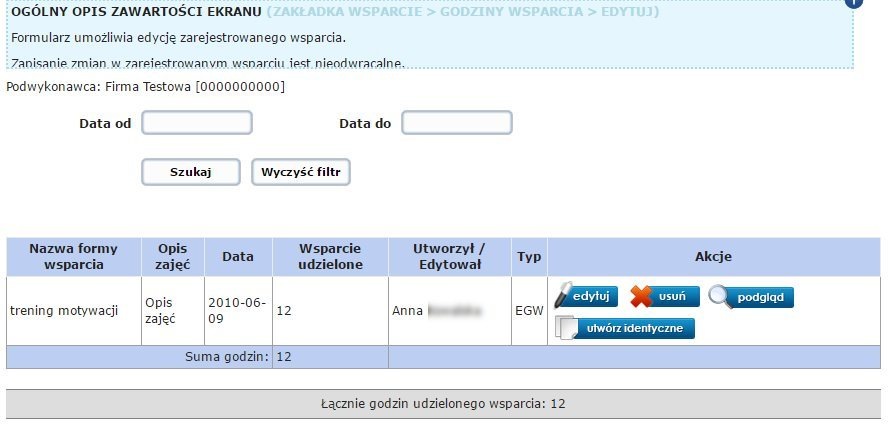 OGÓLNY OPIS ZAWARTOŚCI EKRANU (ZAKŁADKA WSPARCIE > GODZINY WSPARCIA > EDYTUJ)
Formularz umożliwia edycję zarejestrowanego wsparcia.
Zapisanie zmian w zarejestrowanym wsparciu jest nieodwracalne.
Podwykonawca: Firma Testowa [0000000000]
Data od
Data do
Szukaj
Wyczyść filtr
Nazwa formy wsparcia
Opis zajęć
Data
Wsparcie udzielone
Utworzył / Edytował
Typ
Akcje
trening motywacji
Opis zajęć
2010-06-09
12
Anna
EGW
edytuj
usuń
podgląd
utwórz identyczne
Suma godzin: 12
Łącznie godzin udzielonego wsparcia: 12